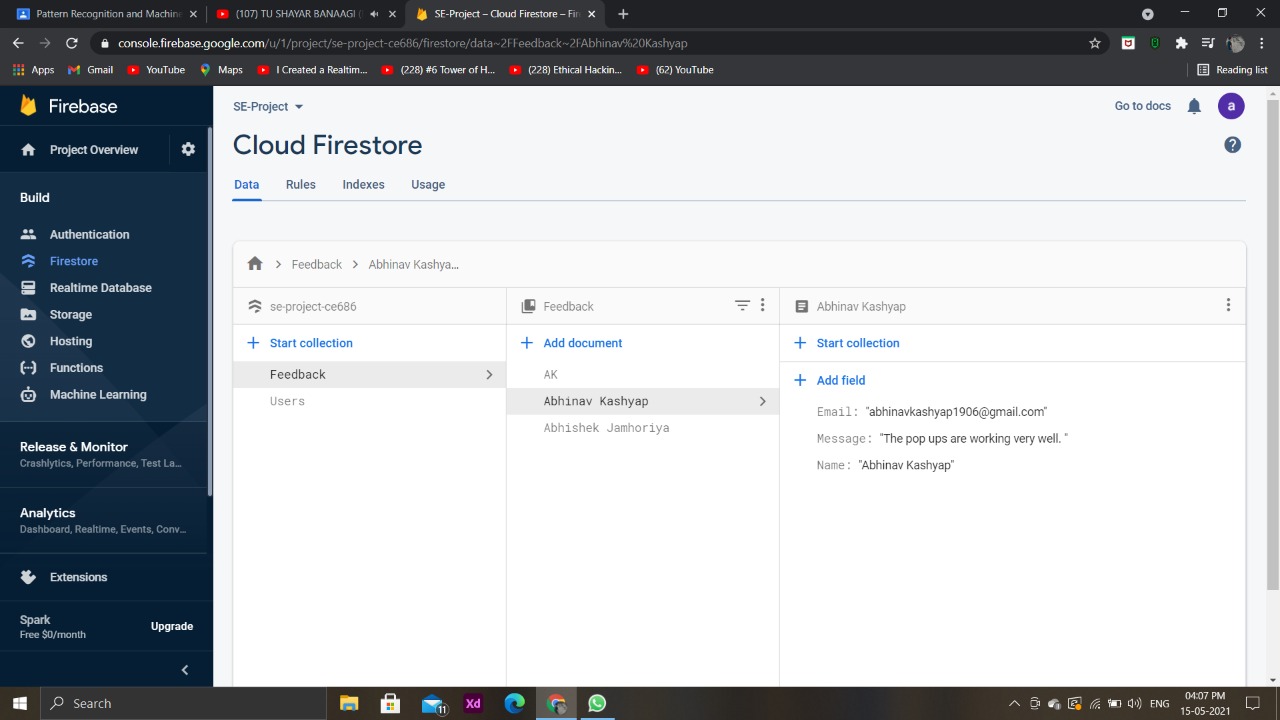 Pattern Recognition and Machin
(107) TU SHAYAR BANAAGI (
SE-Project – Cloud Firestore – Fir
console.firebase.google.com/u/1/project/se-project-ce686/firestore/data~2FFeedback~2FAbhinav%20Kashyap
Apps
Gmail
YouTube
Maps
I Created a Realtim...
(228) #6 Tower of H...
(228) Ethical Hackin...
(62) YouTube
Reading list
Firebase
Project Overview
Build
Authentication
Firestore
Realtime Database
Storage
Hosting
Functions
Machine Learning
Release & Monitor
Crashlytics, Performance, Test La...
Analytics
Dashboard, Realtime, Events, Conv...
Extensions
Spark
Free $0/month
Upgrade
SE-Project
Go to docs
a
Cloud Firestore
?
Data
Rules
Indexes
Usage
Feedback
Abhinav Kashya...
se-project-ce686
Start collection
Feedback
Users
Feedback
Add document
AK
Abhinav Kashyap
Abhishek Jamhoriya
Abhinav Kashyap
Start collection
Add field
Email: "abhinavkashyap1906@gmail.com"
Message: "The pop ups are working very well. "
Name: "Abhinav Kashyap"
Search
11
Xd
ENG
04:07 PM
15-05-2021